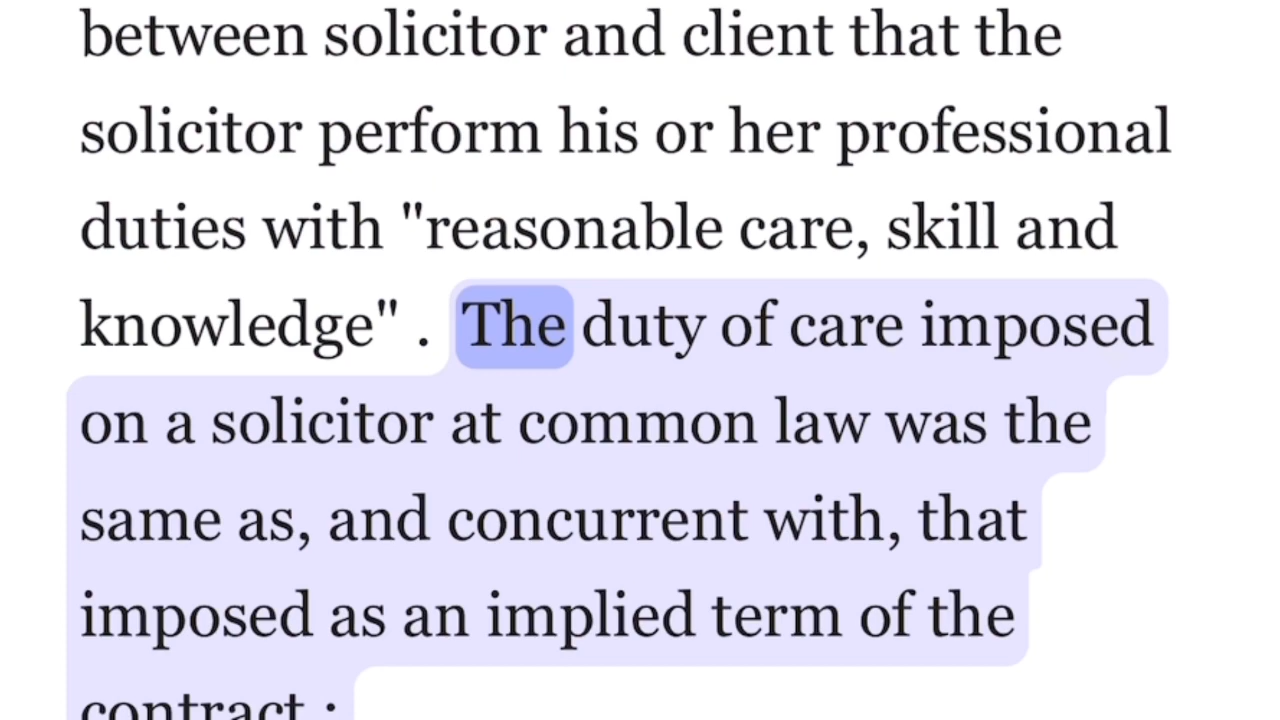 between solicitor and client that the
solicitor perform his or her professional
duties with "reasonable care, skill and
knowledge" . The duty of care imposed
on a solicitor at common law was the
same as, and concurrent with, that
imposed as an implied term of the
contract :